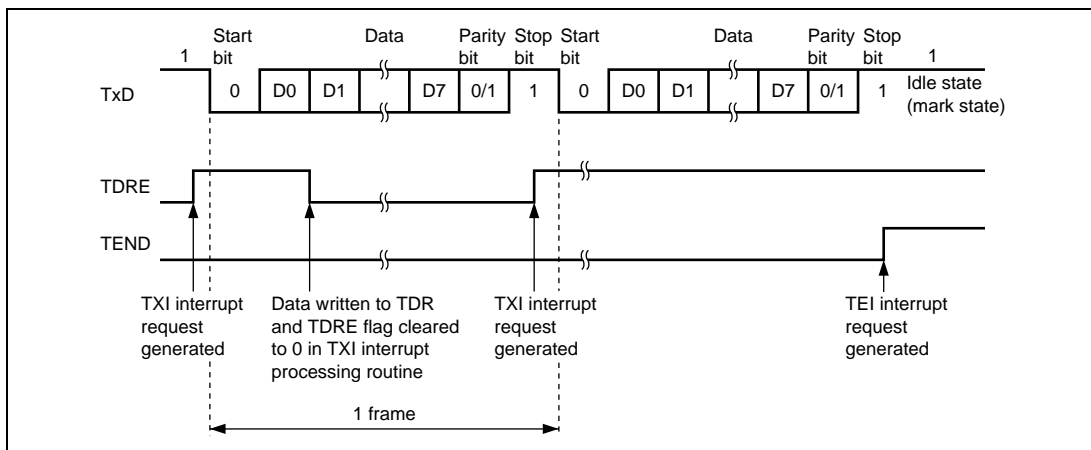 Start Data Parity Stop Start Data Parity Stop
1 bit bit bit bit bit bit 1
TxD 0 D0 D1 D7 0/1 1 0 D0 D1 D7 0/1 1 Idle state
(mark state)
TDRE
TEND
TXI interrupt
request
generated
Data written to TDR
and TDRE flag cleared
to 0 in TXI interrupt
processing routine
TXI interrupt
request
generated
TEI interrupt
request
generated
1 frame